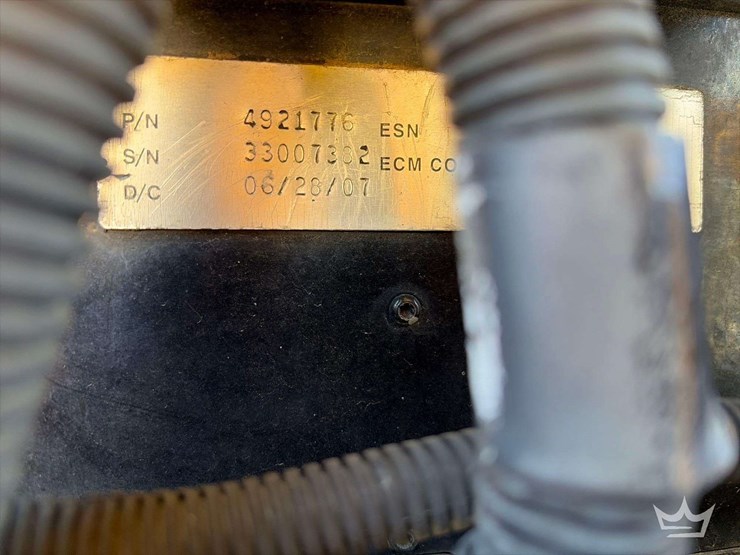 P/N 4921776 ESN
S/N 33007302 ECM CO
D/C 06/28/07